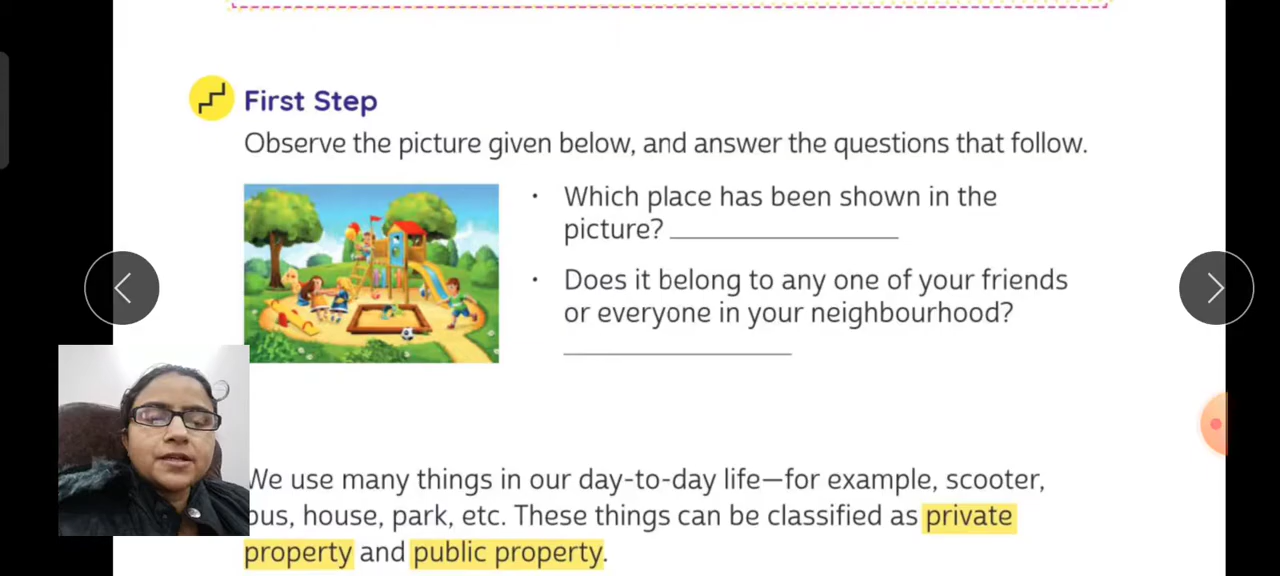 First Step
Observe the picture given below, and answer the questions that follow.
• Which place has been shown in the
picture? ____________________
• Does it belong to any one of your friends
or everyone in your neighbourhood?
____________________
We use many things in our day-to-day life—for example, scooter,
bus, house, park, etc. These things can be classified as private
property and public property.